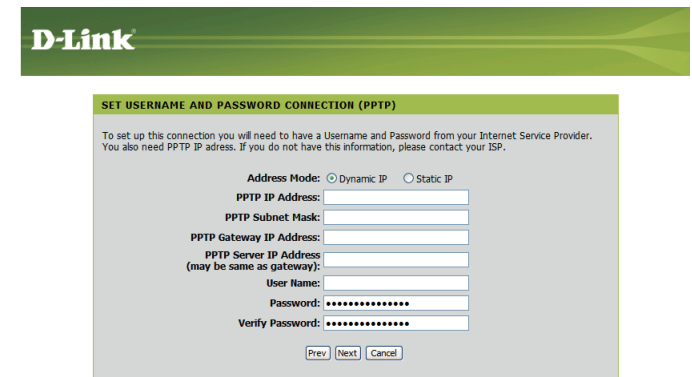 D-Link
SET USERNAME AND PASSWORD CONNECTION (PPTP)
To set up this connection you will need to have a Username and Password from your Internet Service Provider.
You also need PPTP IP adress. If you do not have this information, please contact your ISP.
Address Mode: Dynamic IP Static IP
PPTP IP Address:
PPTP Subnet Mask:
PPTP Gateway IP Address:
PPTP Server IP Address
(may be same as gateway):
User Name:
Password: •••••••••••••••
Verify Password: •••••••••••••••
Prev Next Cancel